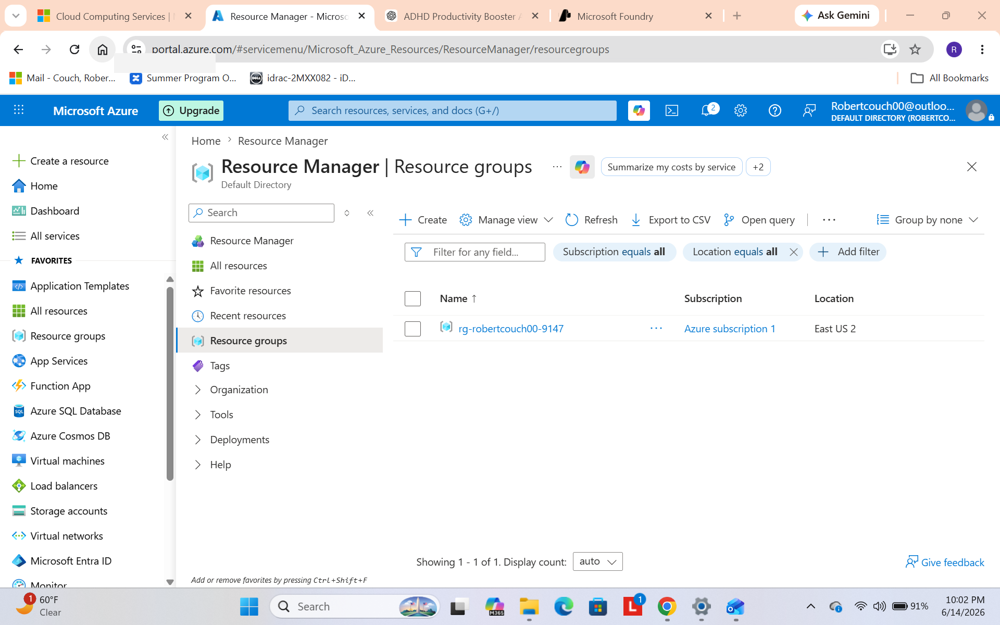 Cloud Computing Services |
Resource Manager - Microso
ADHD Productivity Booster
Microsoft Foundry
Ask Gemini
portal.azure.com/#servicemenu/Microsoft_Azure_Resources/ResourceManager/resourcegroups
R
Mail - Couch, Rober...
Summer Program O...
idrac-2MXX082 - iD...
All Bookmarks
Microsoft Azure
Upgrade
Search resources, services, and docs (G+/)
2
Robertcouch00@outloo...
DEFAULT DIRECTORY (ROBERTCO...
Create a resource
Home
Dashboard
All services
FAVORITES
Application Templates
All resources
Resource groups
App Services
Function App
Azure SQL Database
Azure Cosmos DB
Virtual machines
Load balancers
Storage accounts
Virtual networks
Microsoft Entra ID
Monitor
Home > Resource Manager
Resource Manager | Resource groups
Default Directory
Summarize my costs by service
+2
Search
Resource Manager
All resources
Favorite resources
Recent resources
Resource groups
Tags
Organization
Tools
Deployments
Help
Add or remove favorites by pressing Ctrl+Shift+F
Create
Manage view
Refresh
Export to CSV
Open query
Group by none
Filter for any field...
Subscription equals all
Location equals all
Add filter
Name ↑ Subscription Location
rg-robertcouch00-9147 Azure subscription 1 East US 2
Showing 1 - 1 of 1. Display count: auto
Give feedback
1
60°F
Clear
Search
M365
L
1
91%
10:02 PM
6/14/2026